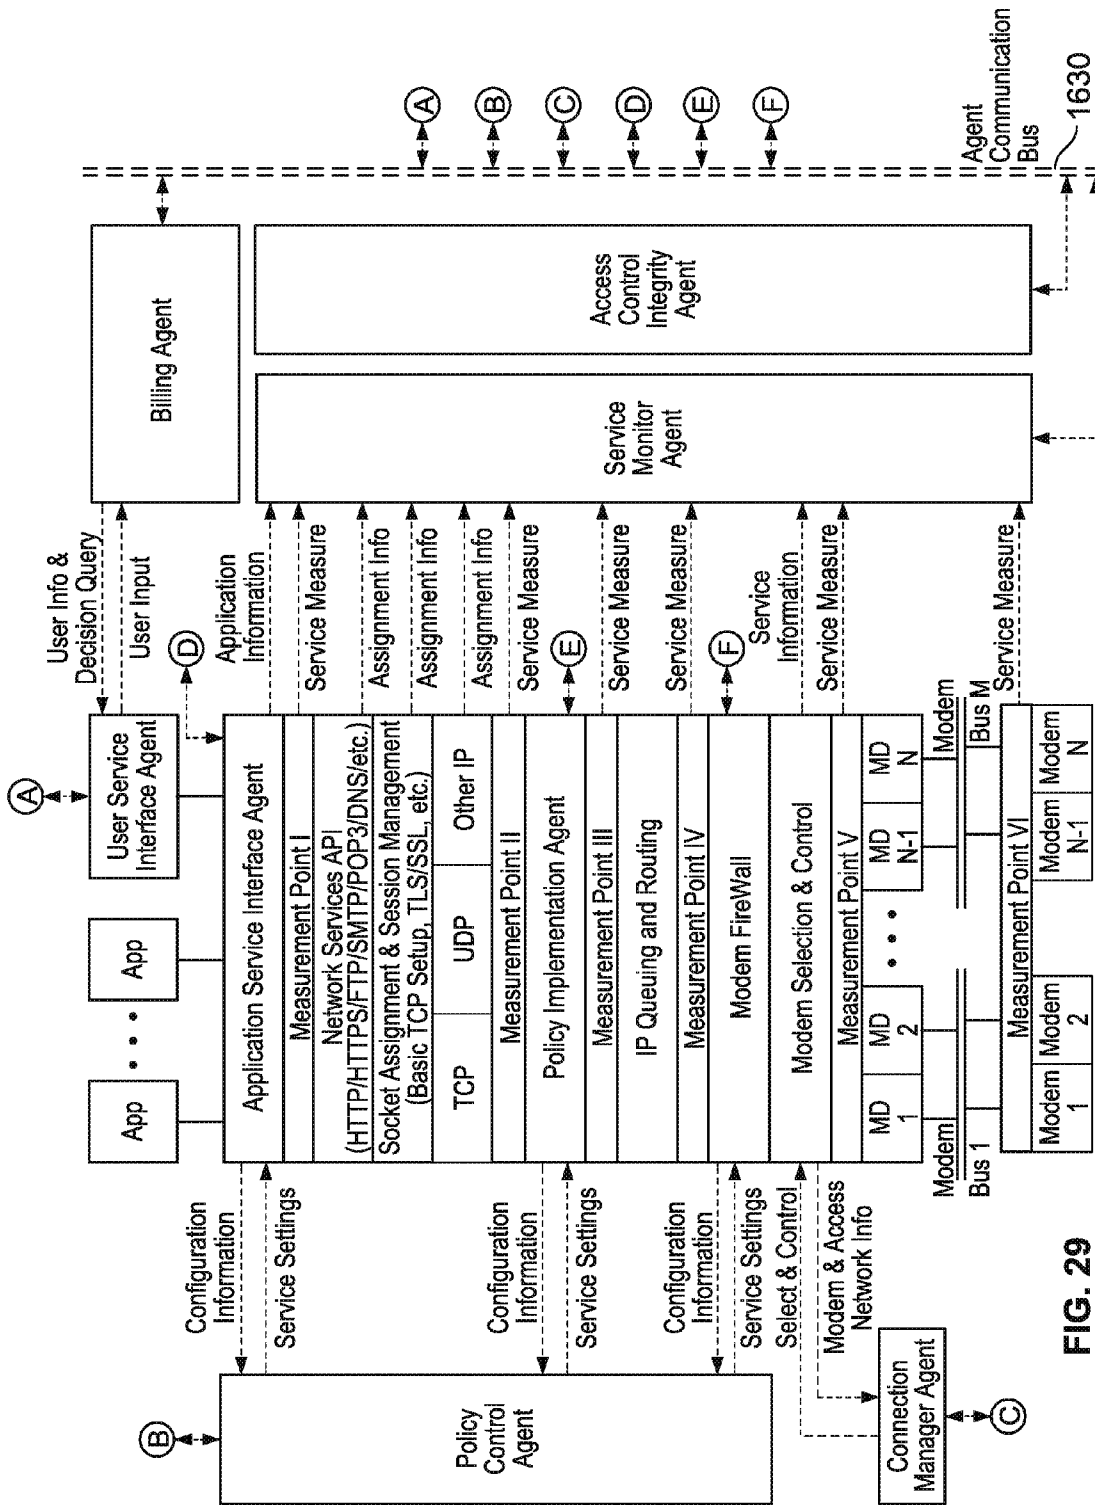 A
App
App
User Service
Interface Agent
User Info &
Decision Query
User Input
Billing Agent
D
B
Policy
Control
Agent
Configuration
Information
Service Settings
Application Service Interface Agent
Application
Information
Measurement Point I
Service Measure
Network Services API
(HTTP/HTTPS/FTP/SMTP/POP3/DNS/etc.)
Assignment Info
Socket Assignment & Session Management
(Basic TCP Setup, TLS/SSL, etc.)
Assignment Info
TCP
UDP
Other IP
Assignment Info
Measurement Point II
Service Measure
Configuration
Information
Service Settings
Policy Implementation Agent
E
Measurement Point III
Service Measure
IP Queuing and Routing
Measurement Point IV
Service Measure
Configuration
Information
Service Settings
Modem FireWall
F
Select & Control
Modem & Access
Network Info
Modem Selection & Control
Service
Information
Measurement Point V
Service Measure
MD
1
MD
2
MD
N-1
MD
N
Modem
Bus 1
Modem
Bus M
Measurement Point VI
Service Measure
Modem
1
Modem
2
Modem
N-1
Modem
N
Connection
Manager Agent
C
Service
Monitor
Agent
Access
Control
Integrity
Agent
A
B
C
D
E
F
Agent
Communication
Bus
1630
FIG. 29